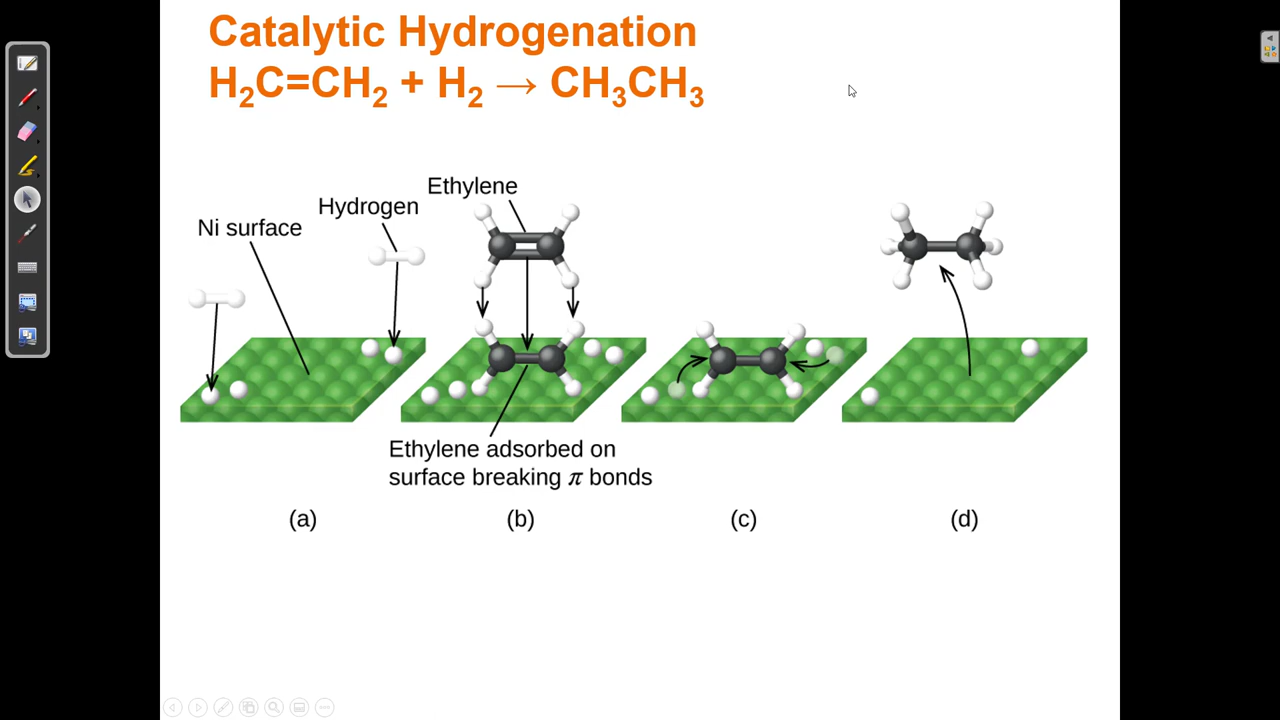 Catalytic Hydrogenation
H₂C=CH₂ + H₂ → CH₃CH₃
Ethylene
Hydrogen
Ni surface
Ethylene adsorbed on
surface breaking π bonds
(a)
(b)
(c)
(d)